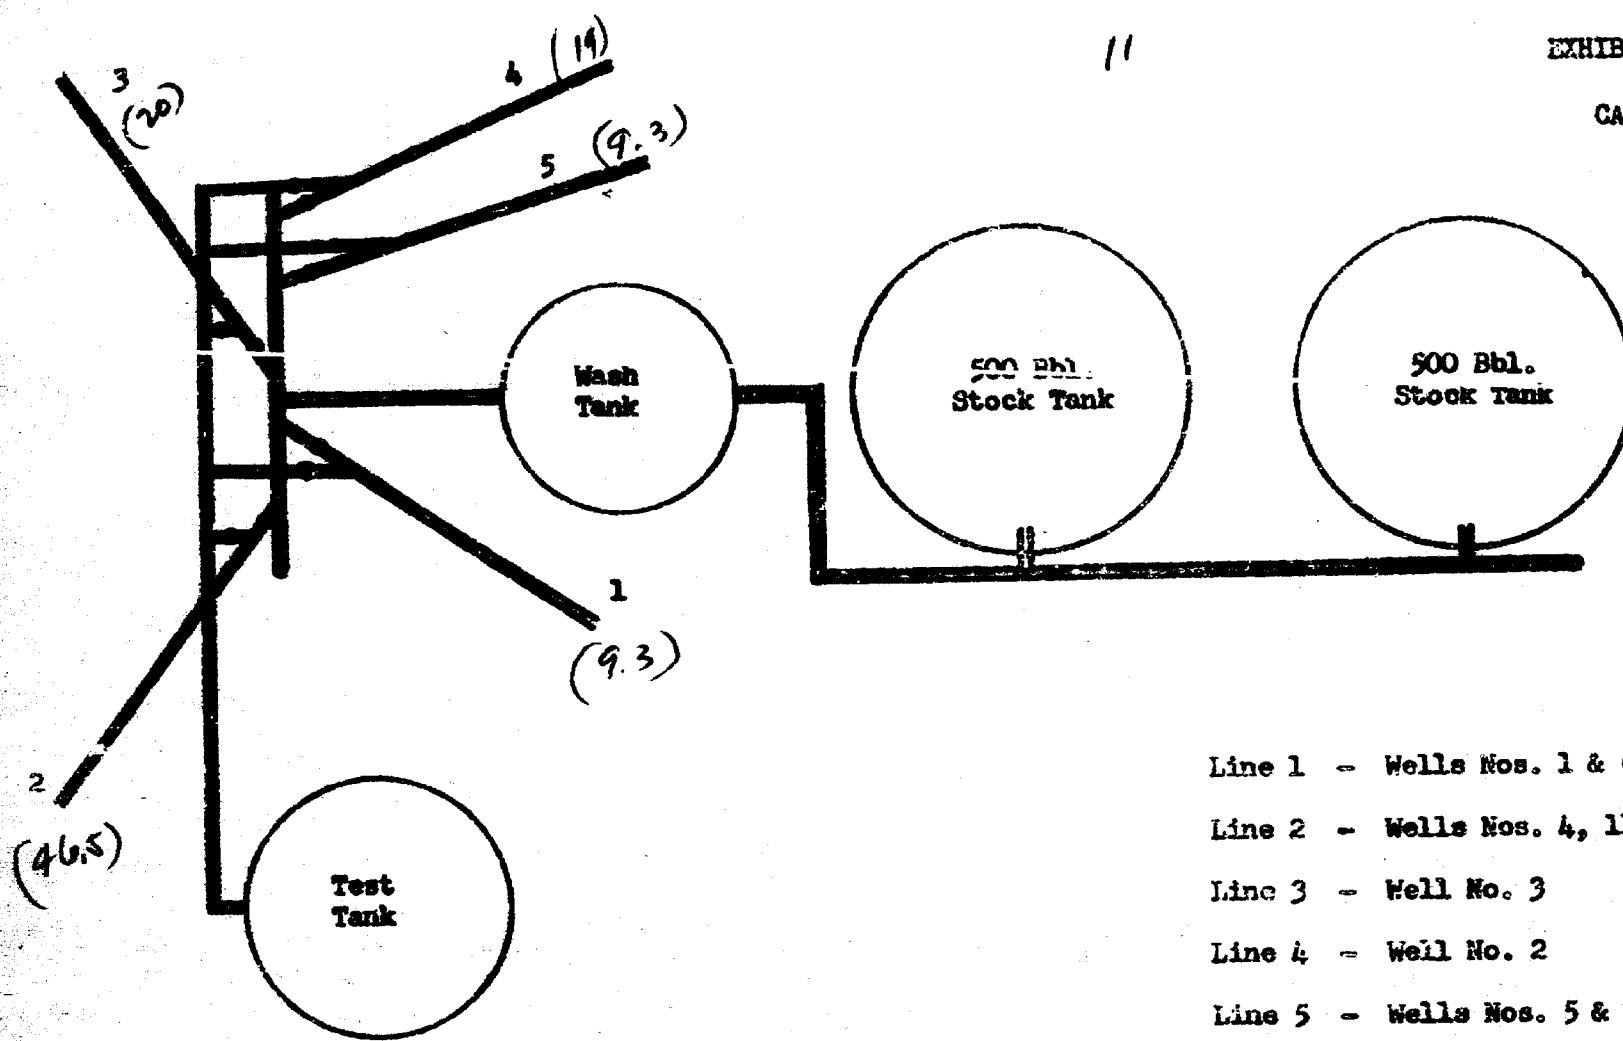 11
EXHIB
CA
3
(20)
4 (19)
5 (9.3)
Wash
Tank
500 Bbl.
Stock Tank
500 Bbl.
Stock Tank
1
(9.3)
2
(46.5)
Test
Tank
Line 1 - Wells Nos. 1 &
Line 2 - Wells Nos. 4, 1
Line 3 - Well No. 3
Line 4 - Well No. 2
Line 5 - Wells Nos. 5 &